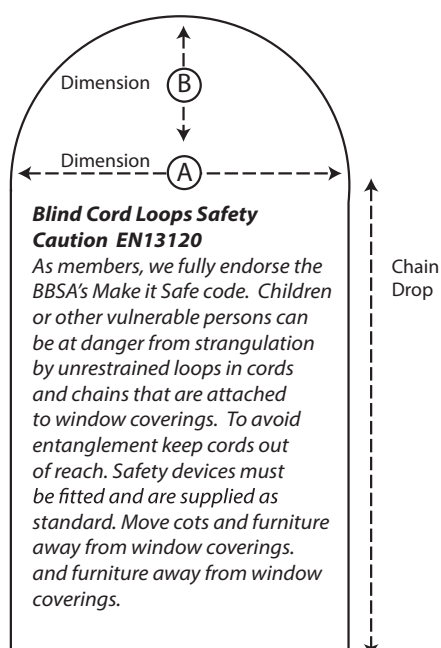 Dimension B
Dimension A
Blind Cord Loops Safety
Caution EN13120
As members, we fully endorse the
BBSA's Make it Safe code. Children
or other vulnerable persons can
be at danger from strangulation
by unrestrained loops in cords
and chains that are attached
to window coverings. To avoid
entanglement keep cords out
of reach. Safety devices must
be fitted and are supplied as
standard. Move cots and furniture
away from window coverings.
and furniture away from window
coverings.
Chain
Drop